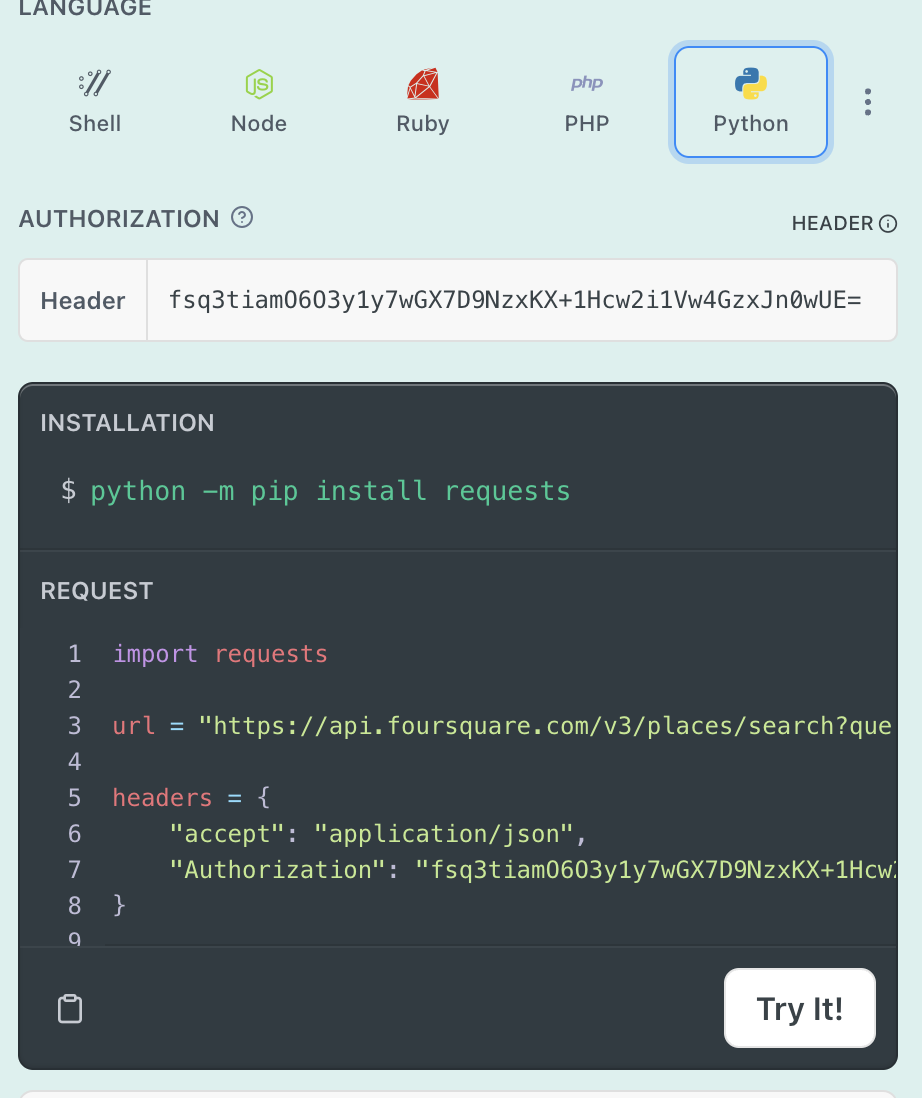 LANGUAGE
Shell
Node
Ruby
php
PHP
Python
JS
AUTHORIZATION ?
HEADER
Header
fsq3tiamO6O3y1y7wGX7D9NzxKX+1Hcw2i1Vw4GzxJn0wUE=
INSTALLATION
$ python -m pip install requests
REQUEST
1 import requests
2
3 url = "https://api.foursquare.com/v3/places/search?que
4
5 headers = {
6 "accept": "application/json",
7 "Authorization": "fsq3tiamO6O3y1y7wGX7D9NzxKX+1Hcw
8 }
9
Try It!